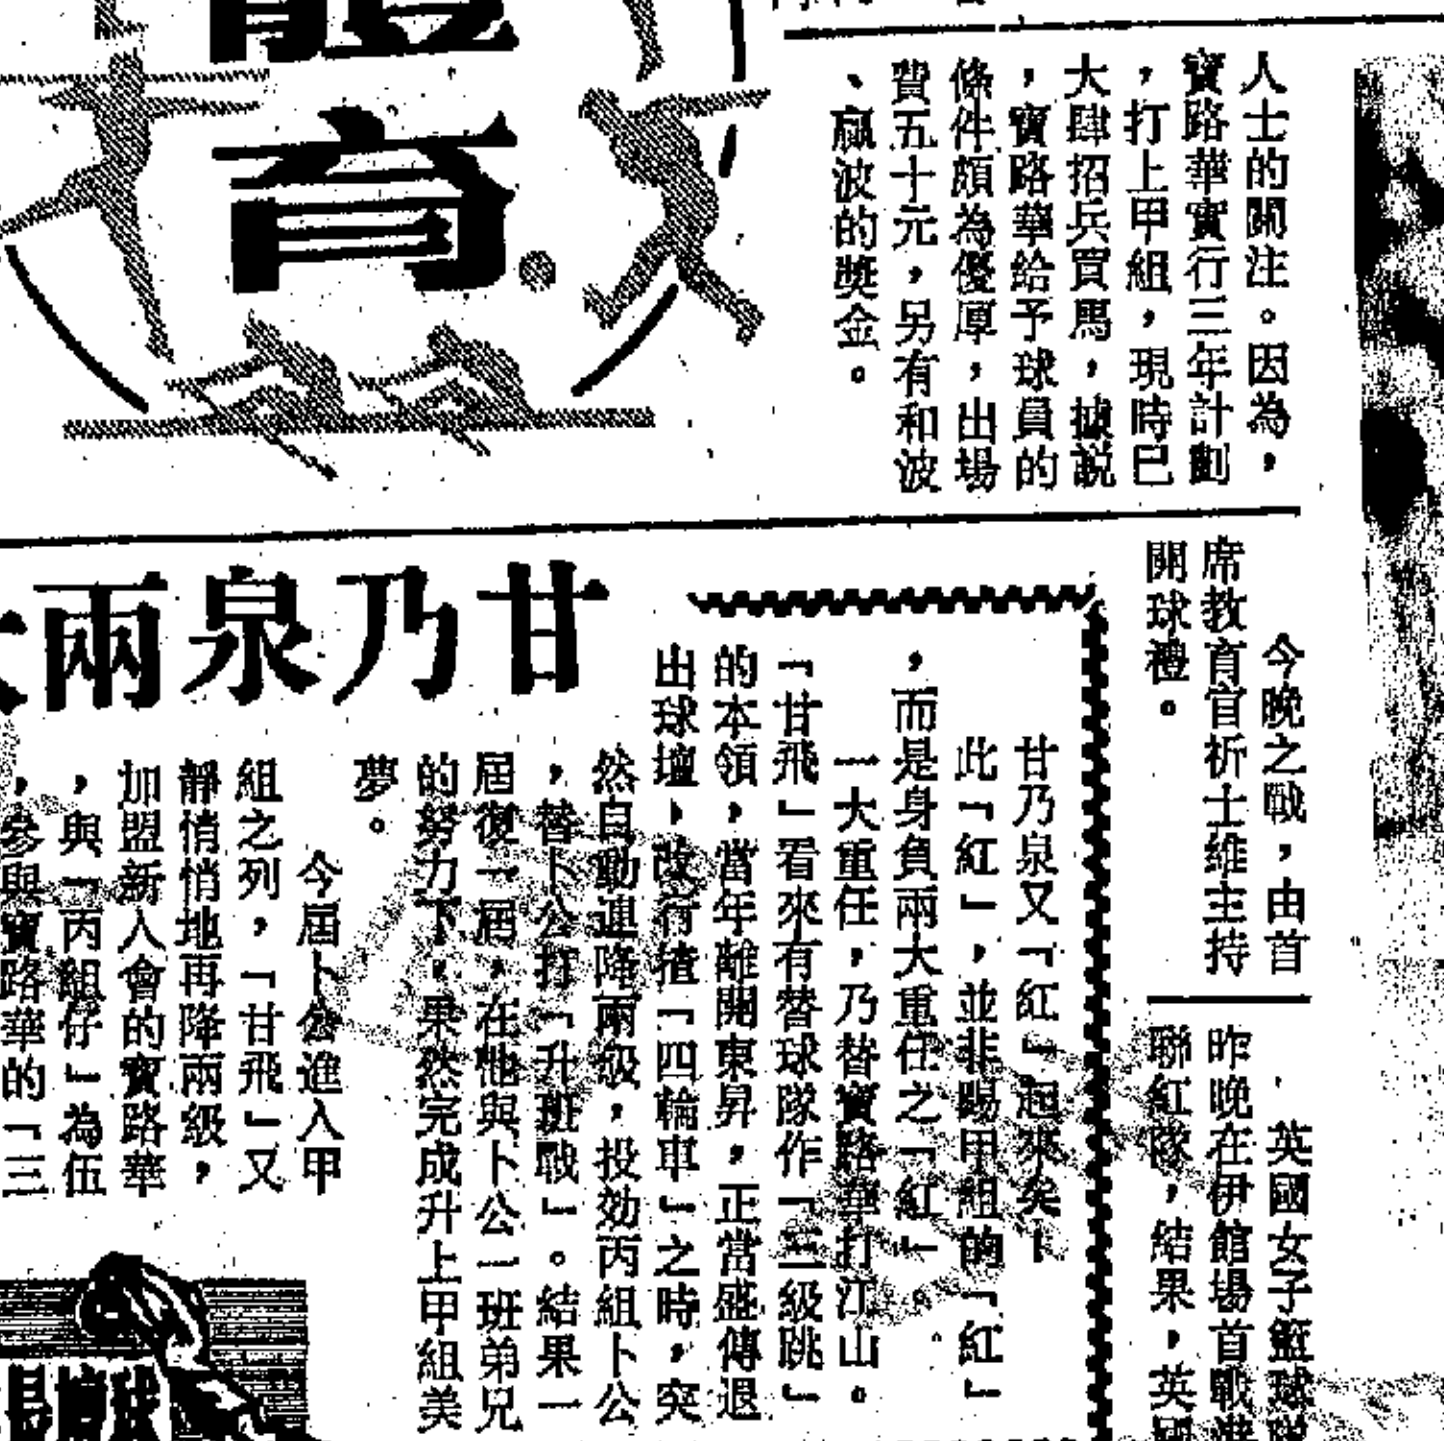 人士的關注。因為，
寶路華實行三年計劃
，打上甲組，現時巳
大肆招兵買馬，據説
，寶路華給予球員的
條件頗為優厚，出場
費五十元，另有和波
、贏波的獎金。
體
育
今晚之戰，由首
席教育官祈士維主持
開球禮。
英國女子籃球隊
昨晚在伊館場首戰
聯紅隊，結果，英
甘乃泉兩
甘乃泉又「紅」起來矣！
此「紅」，並非踢甲組的「紅」
，而是身負兩大重任之「紅」。
一大重任，乃替寶路華打江山。
「甘飛」看來有替球隊作「三級跳」
的本領，當年離開東昇，正當盛傳退
出球壇，改行揸「四輪車」之時，突
然自動連降兩級，投効丙組卜公
，替卜公打「升班戰」。結果一
屆復一屆，在他與卜公一班弟兄
的努力下，果然完成升上甲組美
夢。
今屆卜公進入甲
組之列，「甘飛」又
靜悄悄地再降兩級，
加盟新人會的寶路華
，與「丙組仔」為伍
，參與寶路華的「三
球壇